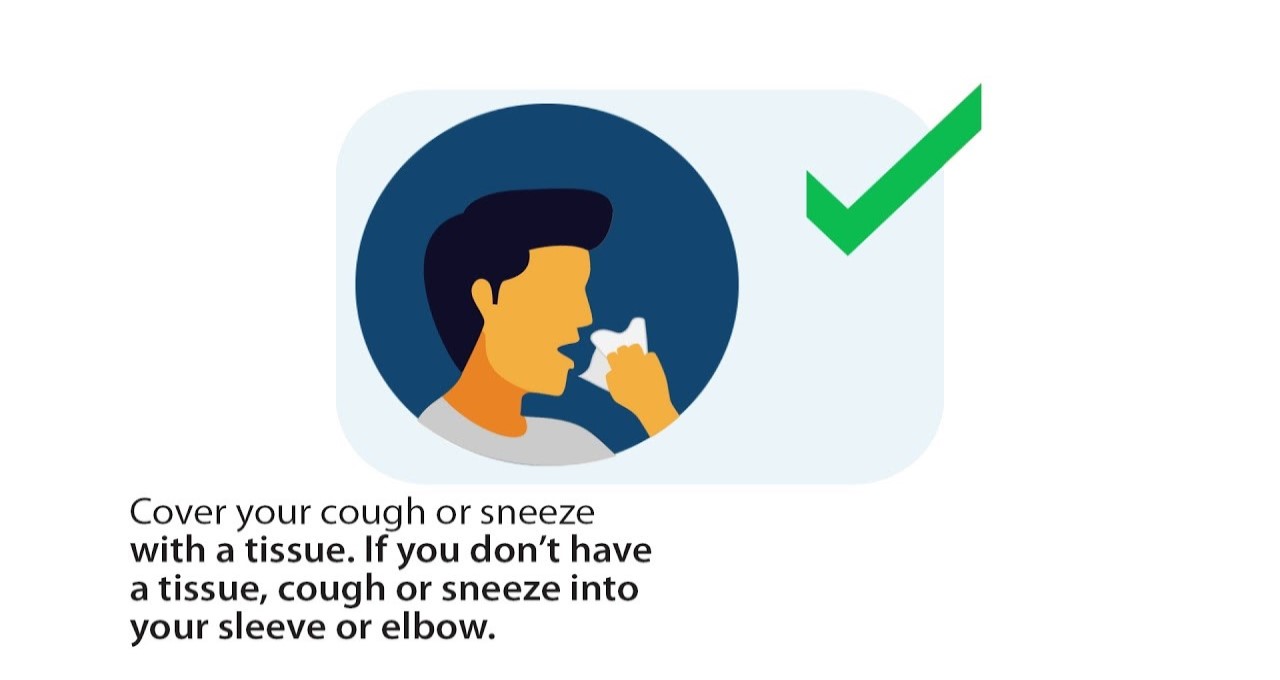 Cover your cough or sneeze
with a tissue. If you don’t have
a tissue, cough or sneeze into
your sleeve or elbow.